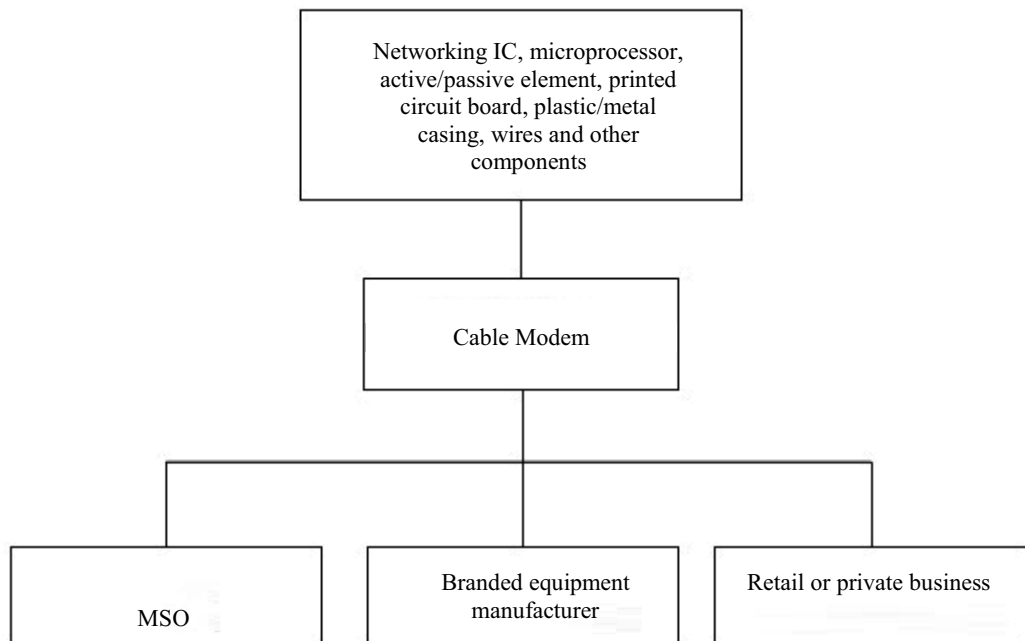 Networking IC, microprocessor,
active/passive element, printed
circuit board, plastic/metal
casing, wires and other
components
Cable Modem
MSO
Branded equipment
manufacturer
Retail or private business